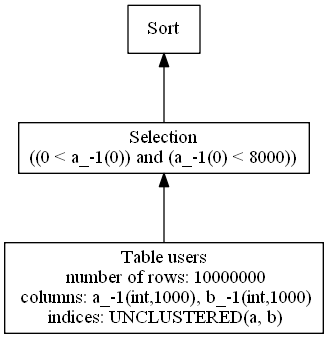 Sort
Selection
((0 < a_-1(0)) and (a_-1(0) < 8000))
Table users
number of rows: 10000000
columns: a_-1(int,1000), b_-1(int,1000)
indices: UNCLUSTERED(a, b)